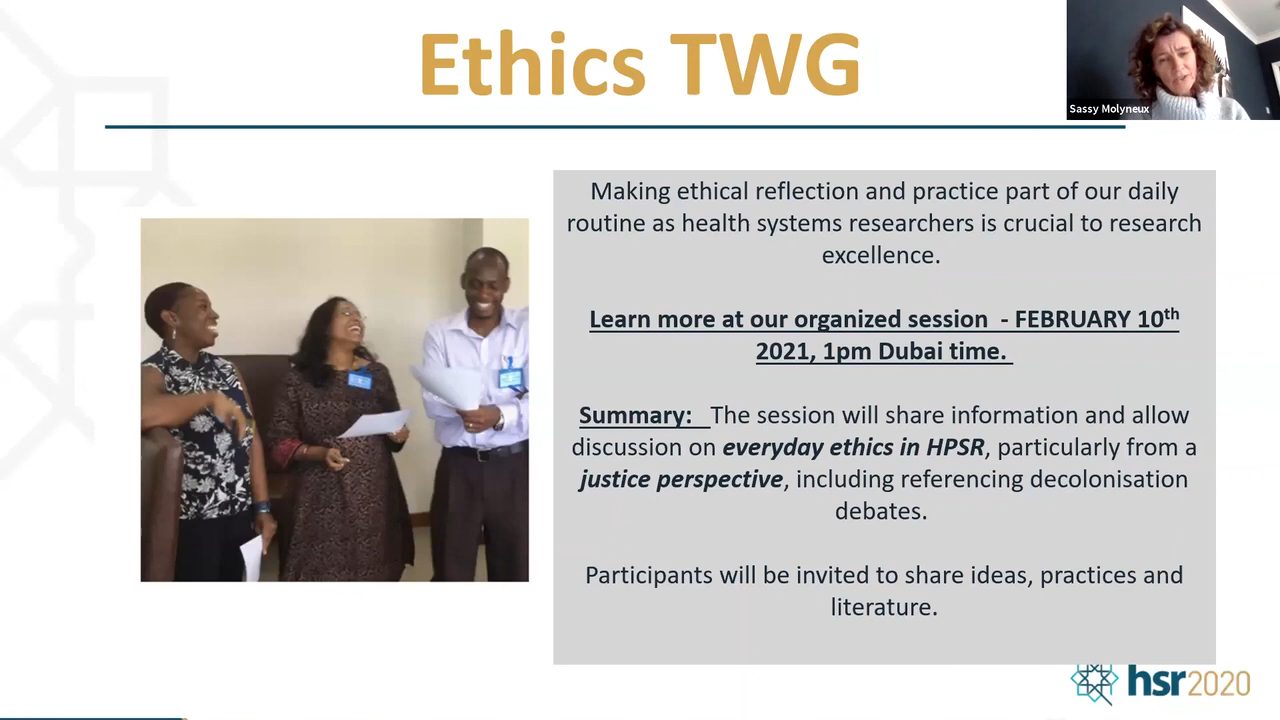 Ethics TWG
Sassy Molyneux
Making ethical reflection and practice part of our daily
routine as health systems researchers is crucial to research
excellence.
Learn more at our organized session - FEBRUARY 10th
2021, 1pm Dubai time.
Summary: The session will share information and allow
discussion on everyday ethics in HPSR, particularly from a
justice perspective, including referencing decolonisation
debates.
Participants will be invited to share ideas, practices and
literature.
hsr2020